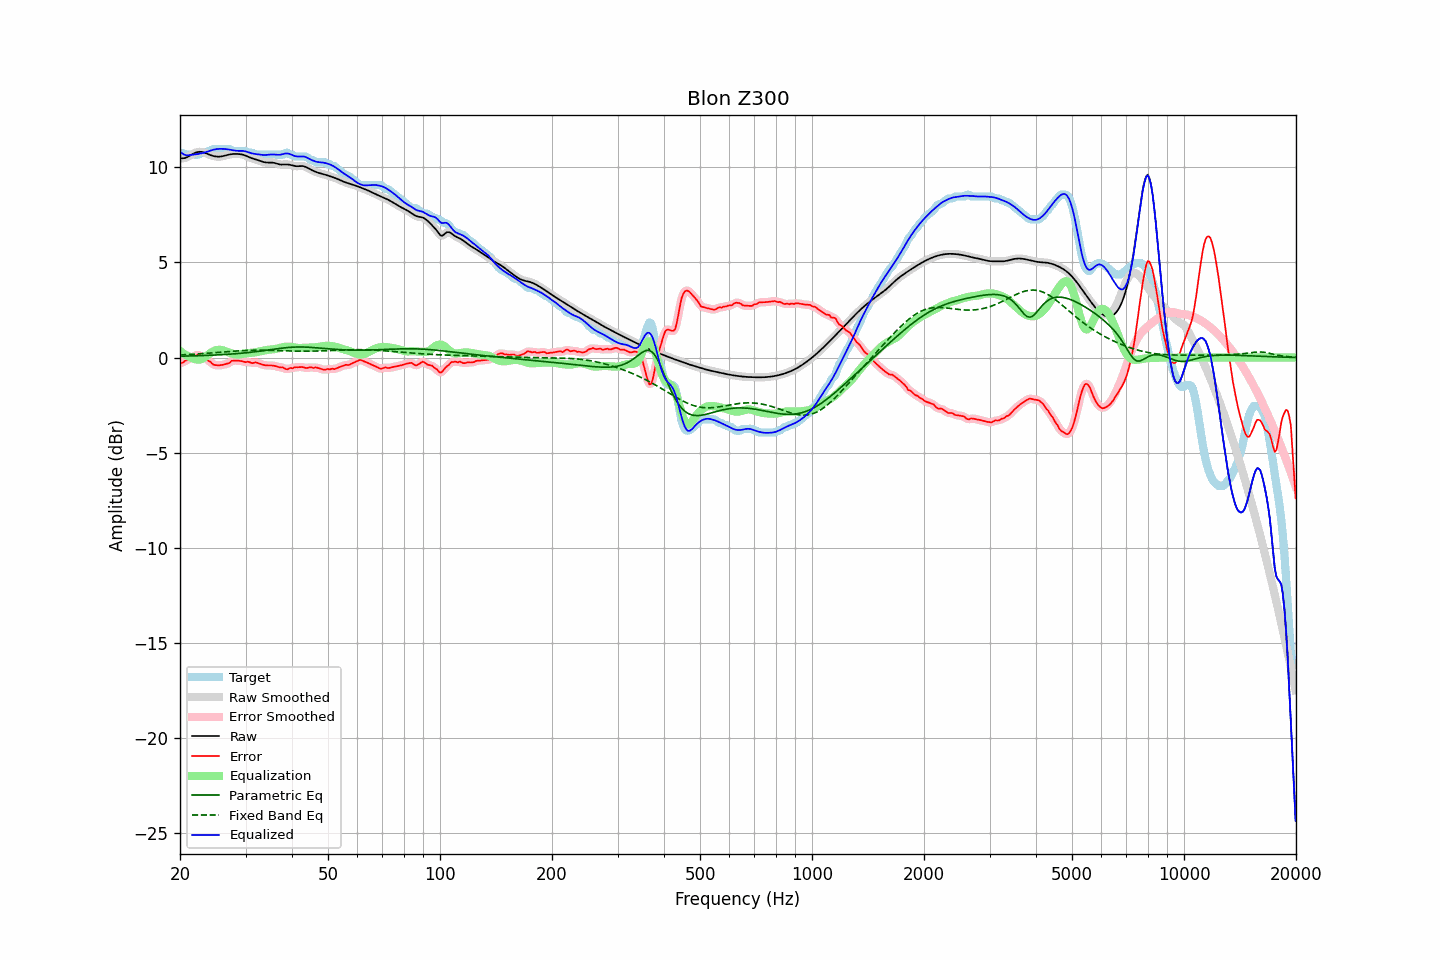 Blon Z300
10
5
0
−5
−10
−15
−20
−25
Amplitude (dBr)
Target
Raw Smoothed
Error Smoothed
Raw
Error
Equalization
Parametric Eq
Fixed Band Eq
Equalized
20 50 100 200 500 1000 2000 5000 10000 20000
Frequency (Hz)